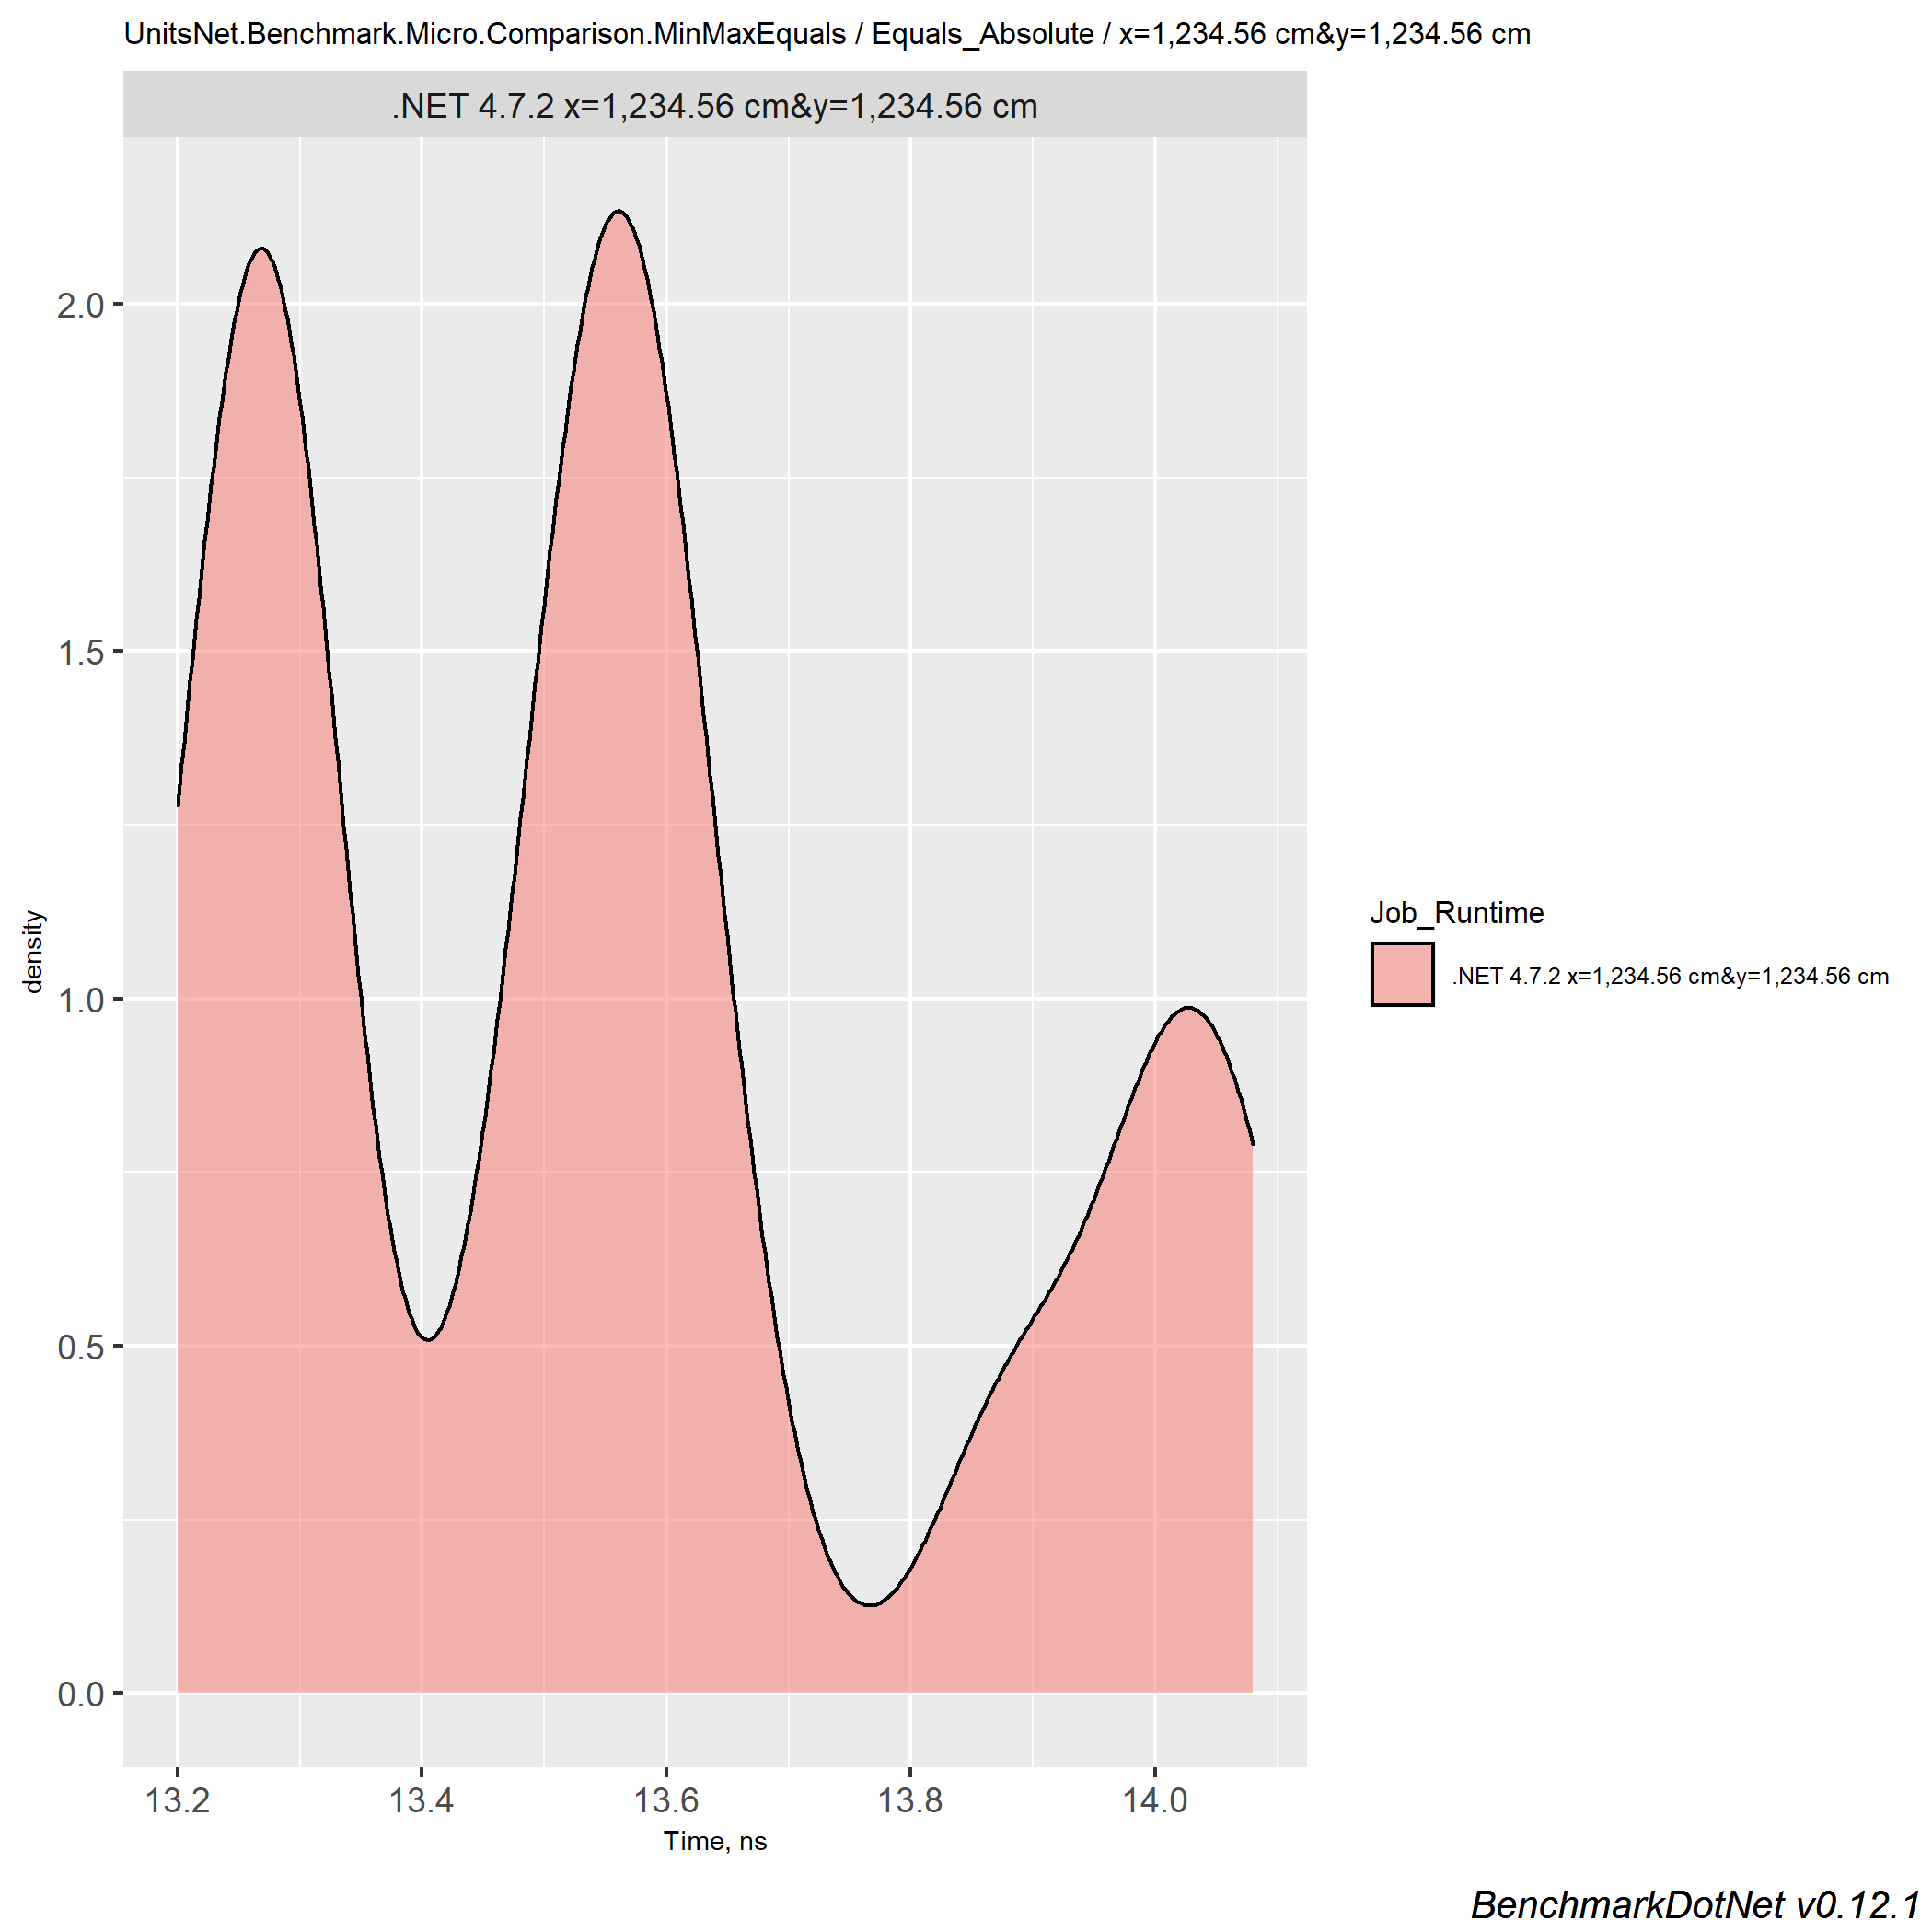 UnitsNet.Benchmark.Micro.Comparison.MinMaxEquals / Equals_Absolute / x=1,234.56 cm&y=1,234.56 cm
.NET 4.7.2 x=1,234.56 cm&y=1,234.56 cm
2.0
1.5
1.0
0.5
0.0
density
13.2 13.4 13.6 13.8 14.0
Time, ns
Job_Runtime
.NET 4.7.2 x=1,234.56 cm&y=1,234.56 cm
BenchmarkDotNet v0.12.1